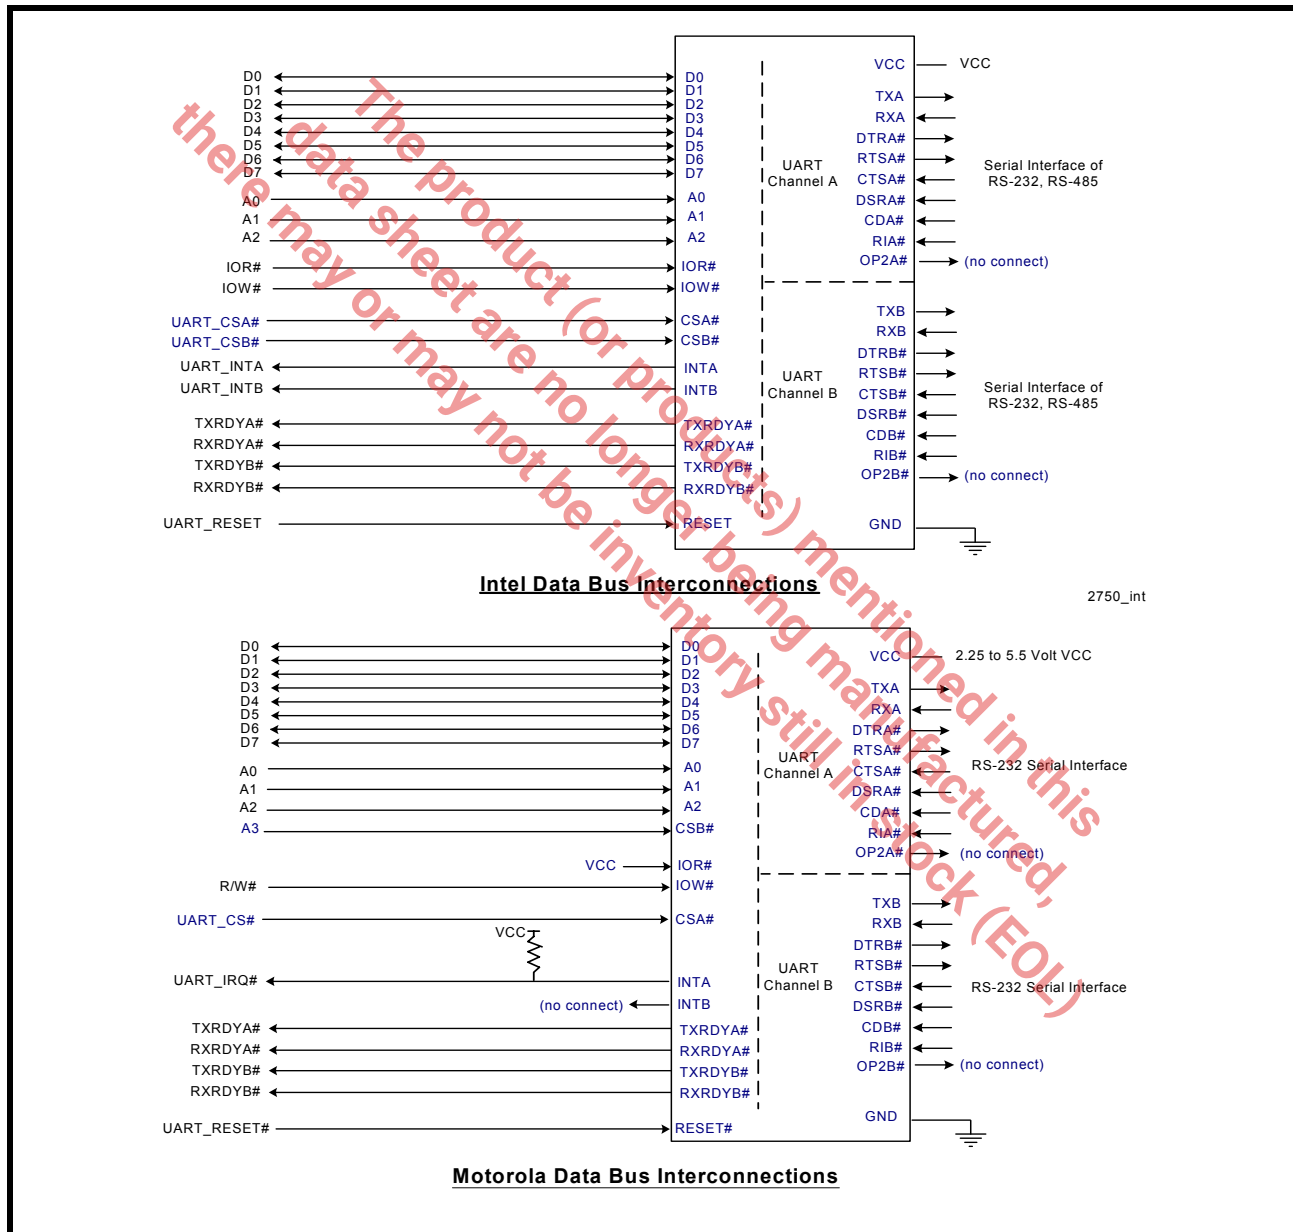 D0
D1
D2
D3
D4
D5
D6
D7
A0
A1
A2
IOR#
IOW#
UART_CSA#
UART_CSB#
UART_INTA
UART_INTB
TXRDYA#
RXRDYA#
TXRDYB#
RXRDYB#
UART_RESET
D0
D1
D2
D3
D4
D5
D6
D7
A0
A1
A2
IOR#
IOW#
CSA#
CSB#
INTA
INTB
TXRDYA#
RXRDYA#
TXRDYB#
RXRDYB#
RESET
UART
Channel A
UART
Channel B
VCC
TXA
RXA
DTRA#
RTSA#
CTSA#
DSRA#
CDA#
RIA#
OP2A#
TXB
RXB
DTRB#
RTSB#
CTSB#
DSRB#
CDB#
RIB#
OP2B#
GND
VCC
Serial Interface of
RS-232, RS-485
(no connect)
Serial Interface of
RS-232, RS-485
(no connect)
Intel Data Bus Interconnections
2750_int
D0
D1
D2
D3
D4
D5
D6
D7
A0
A1
A2
A3
VCC
R/W#
UART_CS#
VCC
UART_IRQ#
(no connect)
TXRDYA#
RXRDYA#
TXRDYB#
RXRDYB#
UART_RESET#
D0
D1
D2
D3
D4
D5
D6
D7
A0
A1
A2
CSB#
IOR#
IOW#
CSA#
INTA
INTB
TXRDYA#
RXRDYA#
TXRDYB#
RXRDYB#
RESET#
UART
Channel A
UART
Channel B
VCC
TXA
RXA
DTRA#
RTSA#
CTSA#
DSRA#
CDA#
RIA#
OP2A#
TXB
RXB
DTRB#
RTSB#
CTSB#
DSRB#
CDB#
RIB#
OP2B#
GND
2.25 to 5.5 Volt VCC
RS-232 Serial Interface
(no connect)
RS-232 Serial Interface
(no connect)
Motorola Data Bus Interconnections
The product (or products) mentioned in this
data sheet are no longer being manufactured,
there may or may not be inventory still in stock (EOL)